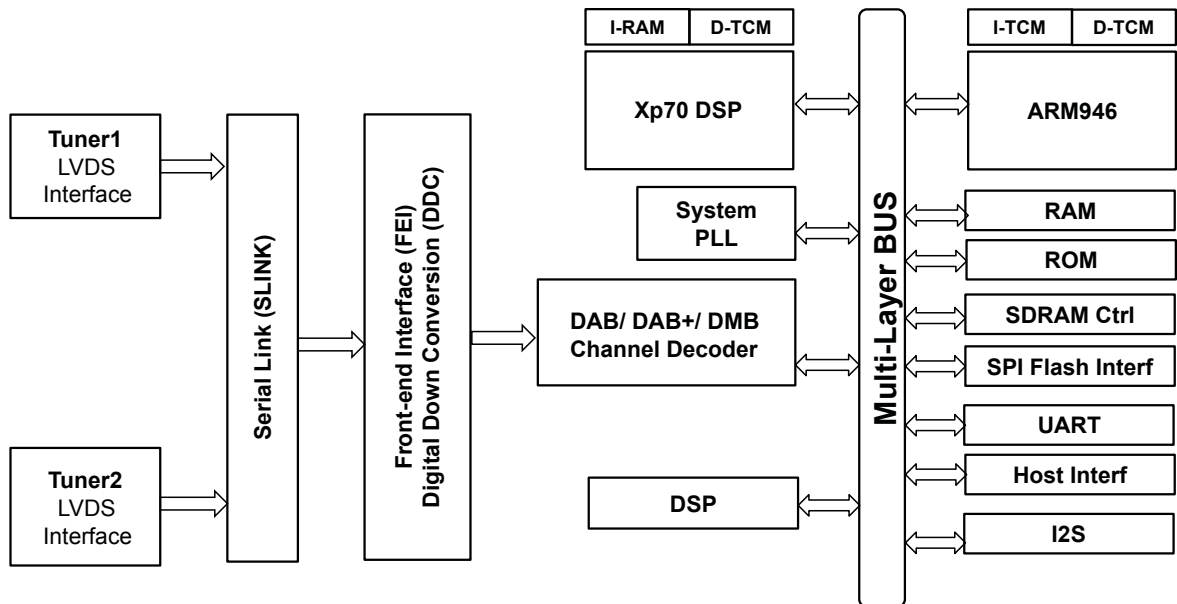 Tuner1
LVDS
Interface
Tuner2
LVDS
Interface
Serial Link (SLINK)
Front-end Interface (FEI)
Digital Down Conversion (DDC)
I-RAM
D-TCM
Xp70 DSP
System
PLL
DAB/ DAB+/ DMB
Channel Decoder
DSP
Multi-Layer BUS
I-TCM
D-TCM
ARM946
RAM
ROM
SDRAM Ctrl
SPI Flash Interf
UART
Host Interf
I2S